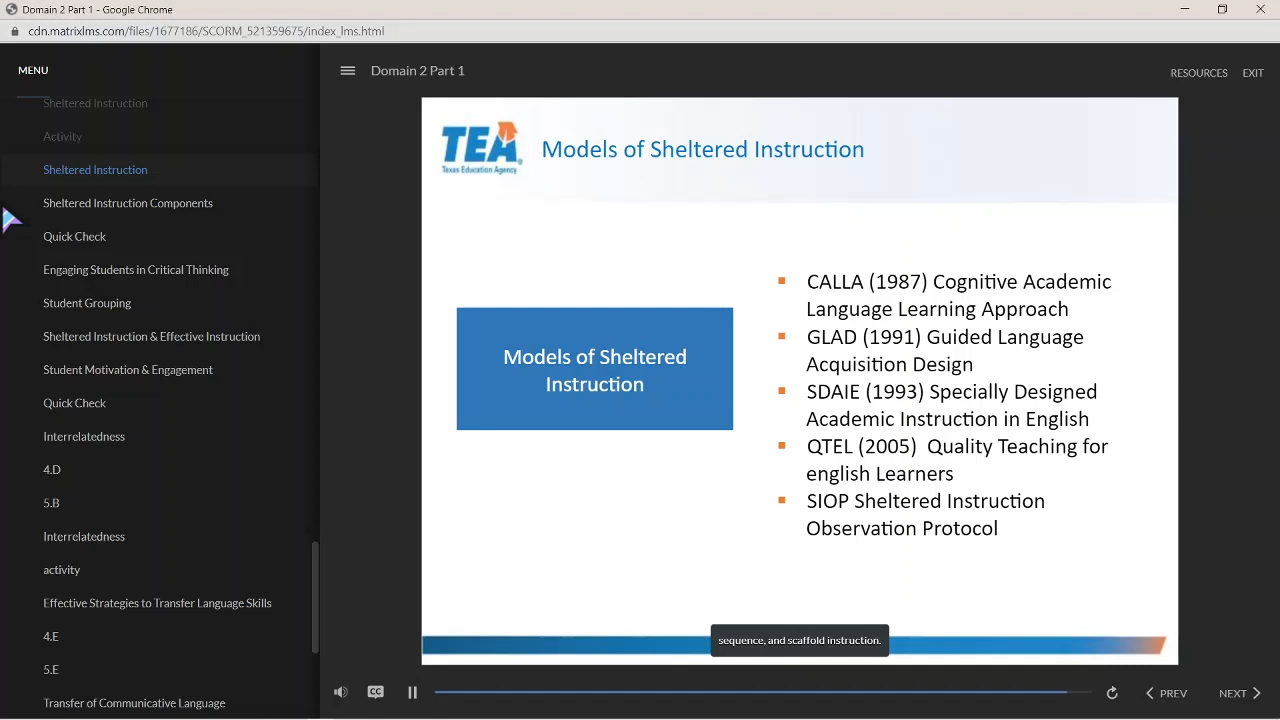 Domain 2 Part 1 - Google Chrome
cdn.matrixlms.com/files/1677186/SCORM_521359675/index_lms.html
MENU
Sheltered Instruction
Activity
Sheltered Instruction
Sheltered Instruction Components
Quick Check
Engaging Students in Critical Thinking
Student Grouping
Sheltered Instruction & Effective Instruction
Student Motivation & Engagement
Quick Check
Interrelatedness
4.D
5.B
Interrelatedness
activity
Effective Strategies to Transfer Language Skills
4.E
5.E
Transfer of Communicative Language
Domain 2 Part 1
RESOURCES EXIT
TEA
Texas Education Agency
Models of Sheltered Instruction
Models of Sheltered
Instruction
CALLA (1987) Cognitive Academic
Language Learning Approach
GLAD (1991) Guided Language
Acquisition Design
SDAIE (1993) Specially Designed
Academic Instruction in English
QTEL (2005) Quality Teaching for
english Learners
SIOP Sheltered Instruction
Observation Protocol
sequence, and scaffold instruction.
CC
PREV NEXT